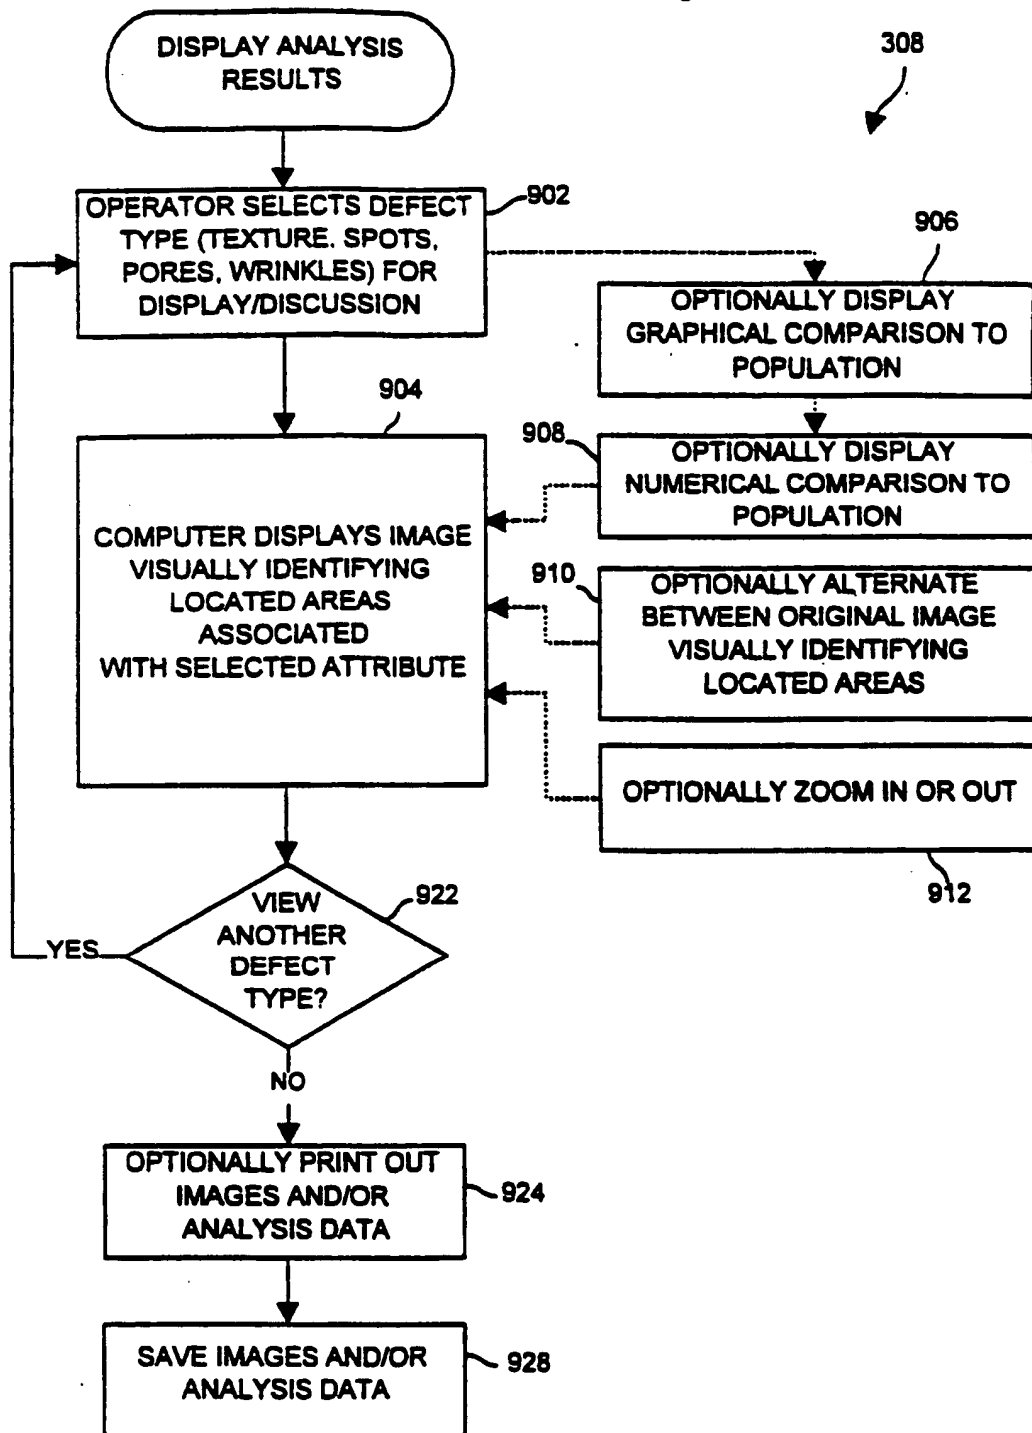 DISPLAY ANALYSIS
RESULTS
308
OPERATOR SELECTS DEFECT
TYPE (TEXTURE. SPOTS,
PORES, WRINKLES) FOR
DISPLAY/DISCUSSION
902
906
OPTIONALLY DISPLAY
GRAPHICAL COMPARISON TO
POPULATION
904
908
OPTIONALLY DISPLAY
NUMERICAL COMPARISON TO
POPULATION
COMPUTER DISPLAYS IMAGE
VISUALLY IDENTIFYING
LOCATED AREAS
ASSOCIATED
WITH SELECTED ATTRIBUTE
910
OPTIONALLY ALTERNATE
BETWEEN ORIGINAL IMAGE
VISUALLY IDENTIFYING
LOCATED AREAS
OPTIONALLY ZOOM IN OR OUT
912
VIEW
ANOTHER
DEFECT
TYPE?
922
YES
NO
OPTIONALLY PRINT OUT
IMAGES AND/OR
ANALYSIS DATA
924
SAVE IMAGES AND/OR
ANALYSIS DATA
928